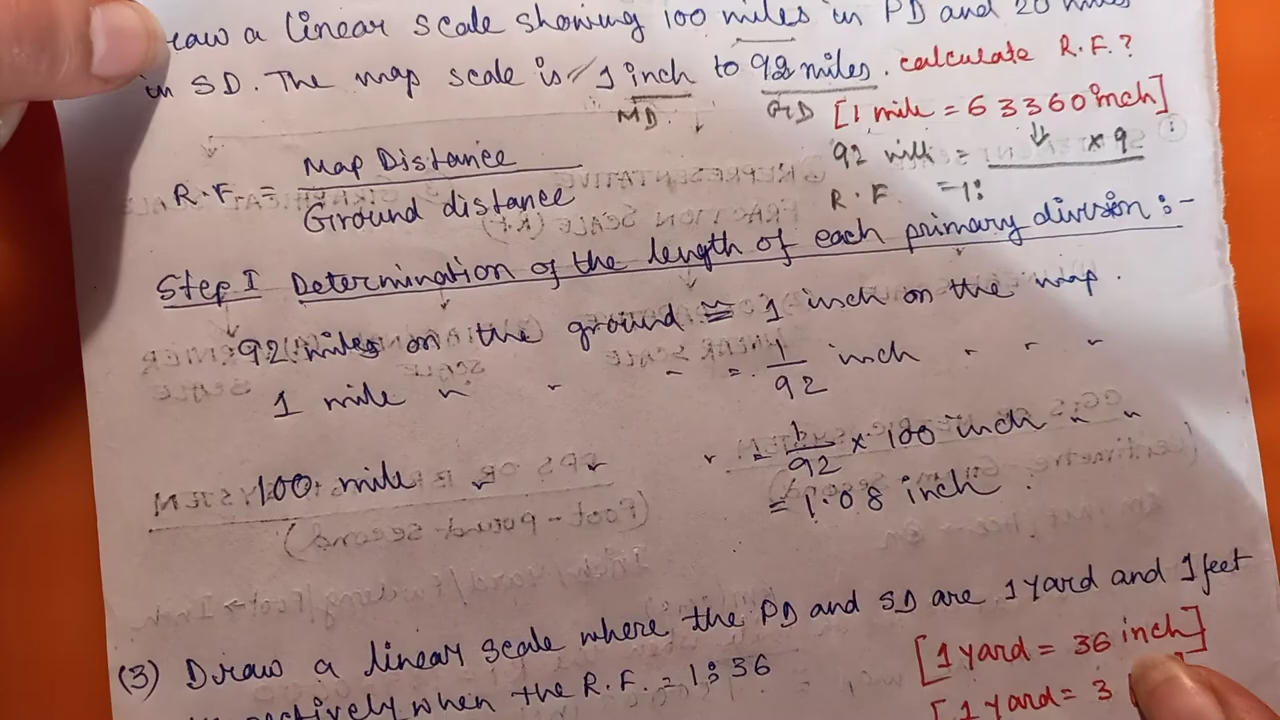 raw a linear scale showing 100 miles in PD and 20 miles
in SD. The map scale is 1 inch to 92 miles. calculate R.F.?
MD. GD [1 mile = 63360 inch]
92 mile = x 9
R.F. = Map Distance
Ground distance
R.F. = 1:
Step I Determination of the length of each primary division :-
92 miles on the ground ≅ 1 inch on the map.
1 mile " " " = 1/92 inch " " "
100 mile " " " = 1/92 x 100 inch " "
= 1.08 inch.
(3) Draw a linear scale where the PD and SD are 1 yard and 1 feet
when the R.F. = 1:36
[1 yard = 36 inch]
[1 yard = 3